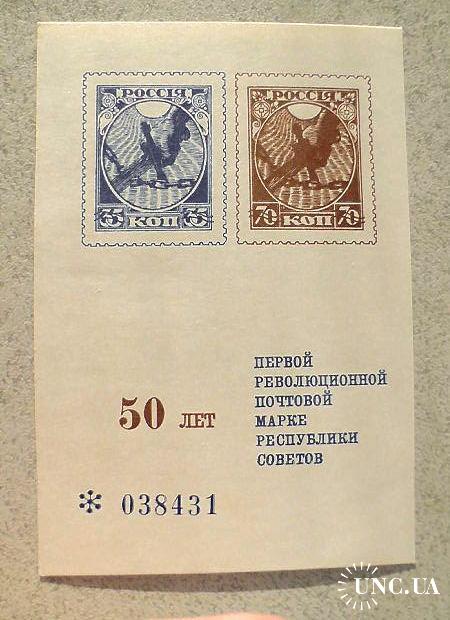 РОССІЯ
35 КОП 35
РОССІЯ
70 КОП 70
50 ЛЕТ
ПЕРВОЙ
РЕВОЛЮЦИОННОЙ
ПОЧТОВОЙ
МАРКЕ
РЕСПУБЛИКИ
СОВЕТОВ
* 038431
UNC.UA